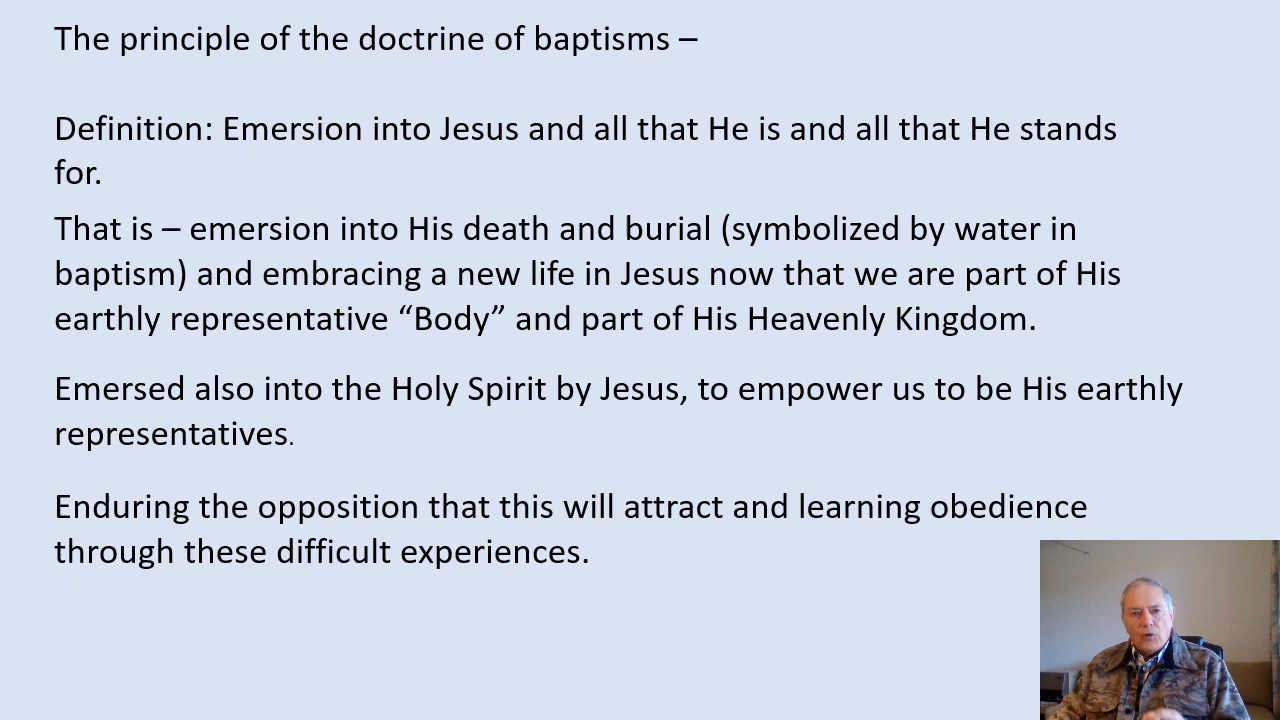 The principle of the doctrine of baptisms –
Definition: Emersion into Jesus and all that He is and all that He stands
for.
That is – emersion into His death and burial (symbolized by water in
baptism) and embracing a new life in Jesus now that we are part of His
earthly representative “Body” and part of His Heavenly Kingdom.
Emersed also into the Holy Spirit by Jesus, to empower us to be His earthly
representatives.
Enduring the opposition that this will attract and learning obedience
through these difficult experiences.